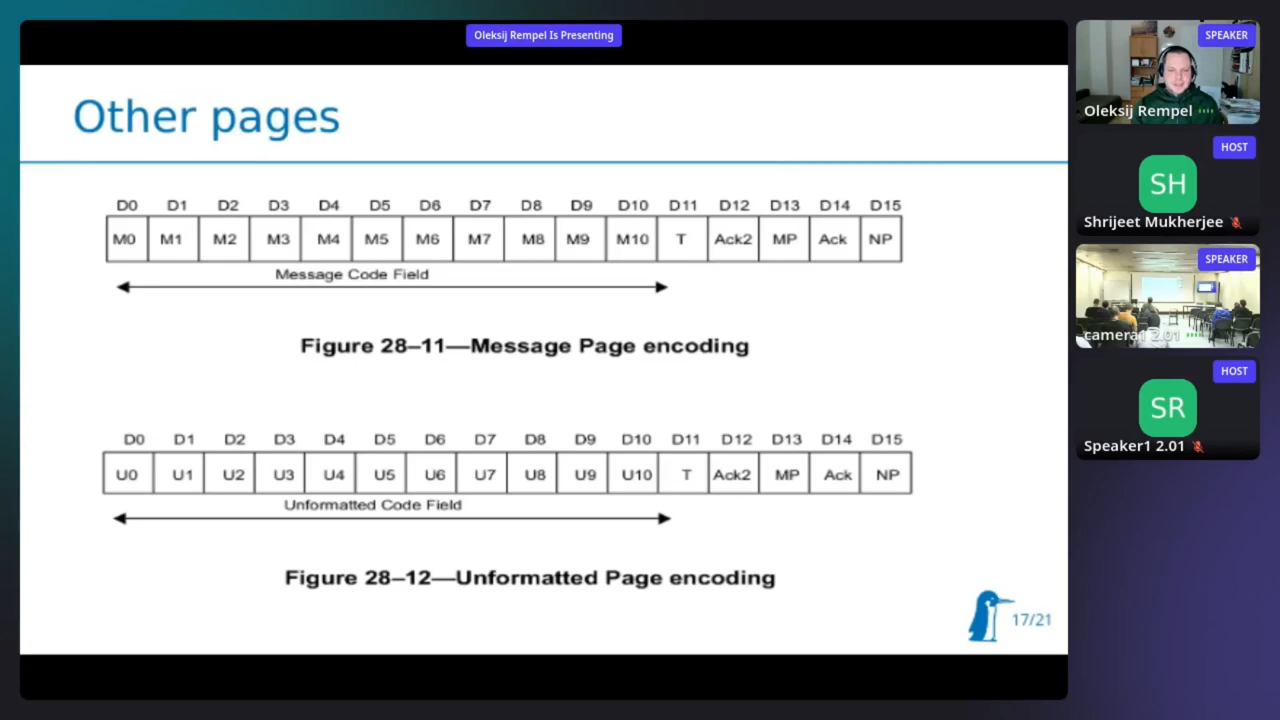 Oleksij Rempel Is Presenting
Other pages
D0 D1 D2 D3 D4 D5 D6 D7 D8 D9 D10 D11 D12 D13 D14 D15
M0 M1 M2 M3 M4 M5 M6 M7 M8 M9 M10 T Ack2 MP Ack NP
Message Code Field
Figure 28–11—Message Page encoding
D0 D1 D2 D3 D4 D5 D6 D7 D8 D9 D10 D11 D12 D13 D14 D15
U0 U1 U2 U3 U4 U5 U6 U7 U8 U9 U10 T Ack2 MP Ack NP
Unformatted Code Field
Figure 28–12—Unformatted Page encoding
17/21
SPEAKER
Oleksij Rempel
HOST
SH
Shrijeet Mukherjee
SPEAKER
camera1 2.01
HOST
SR
Speaker1 2.01